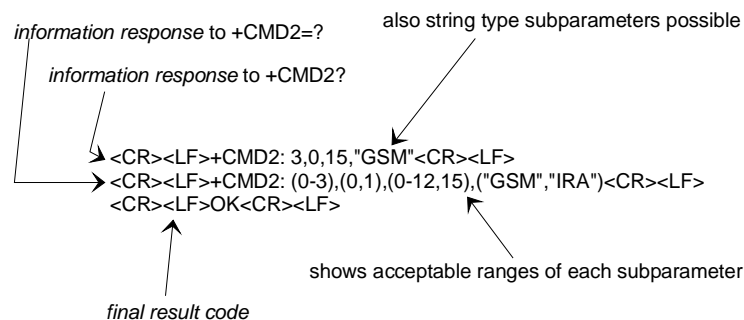 also string type subparameters possible
information response to +CMD2=?
information response to +CMD2?
<CR><LF>+CMD2: 3,0,15,"GSM"<CR><LF>
<CR><LF>+CMD2: (0-3),(0,1),(0-12,15),("GSM","IRA")<CR><LF>
<CR><LF>OK<CR><LF>
shows acceptable ranges of each subparameter
final result code